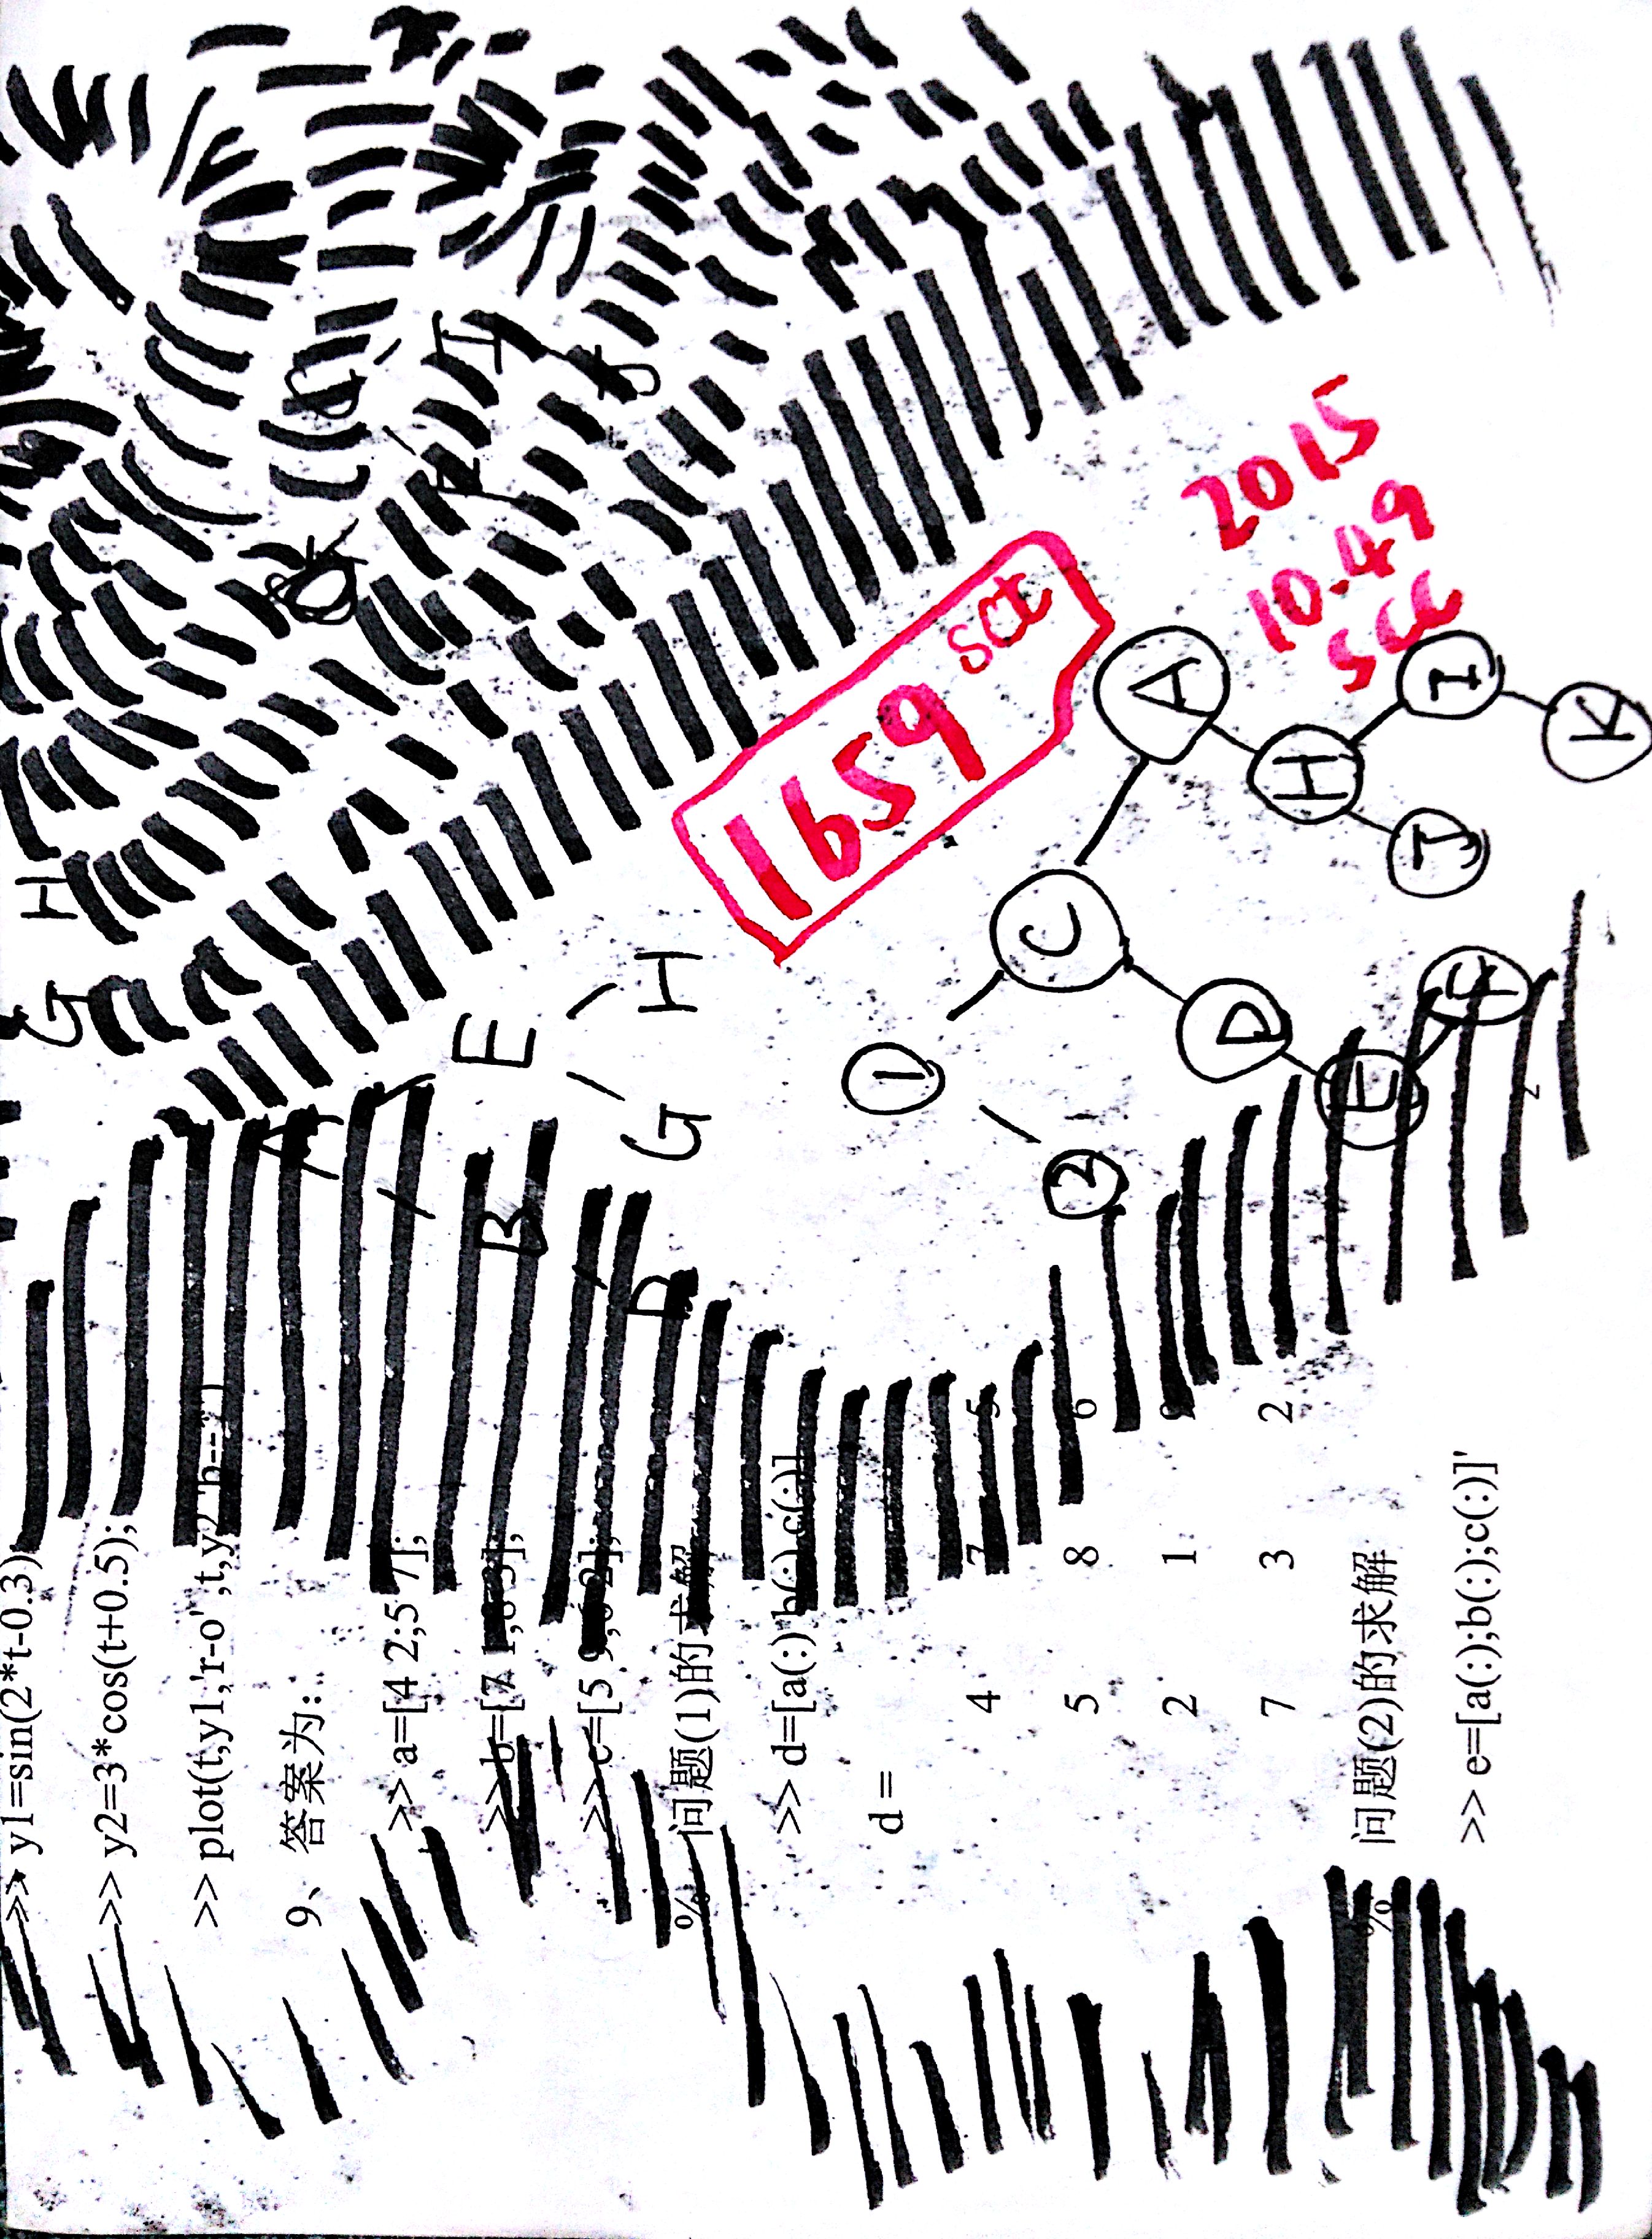 >> y1=sin(2*t-0.3);
>> y2=3*cos(t+0.5);
>> plot(t,y1,'r-o',t,y2,'b--')
9、 答案为:
>> a=[4 2;5 7];
>> b=[7 1;8 3];
>> c=[5 9;6 2];
% 问题(1)的求解
>> d=[a(:) b(:) c(:)]
d =
4 7 5
5 8 6
2 1 9
7 3 2
% 问题(2)的求解
>> e=[a(:);b(:);c(:)]'
G H
A
B E
D G H
I
1
2
C
A
D
H
E
J
I
F
K
1659
sct
2015
10.49